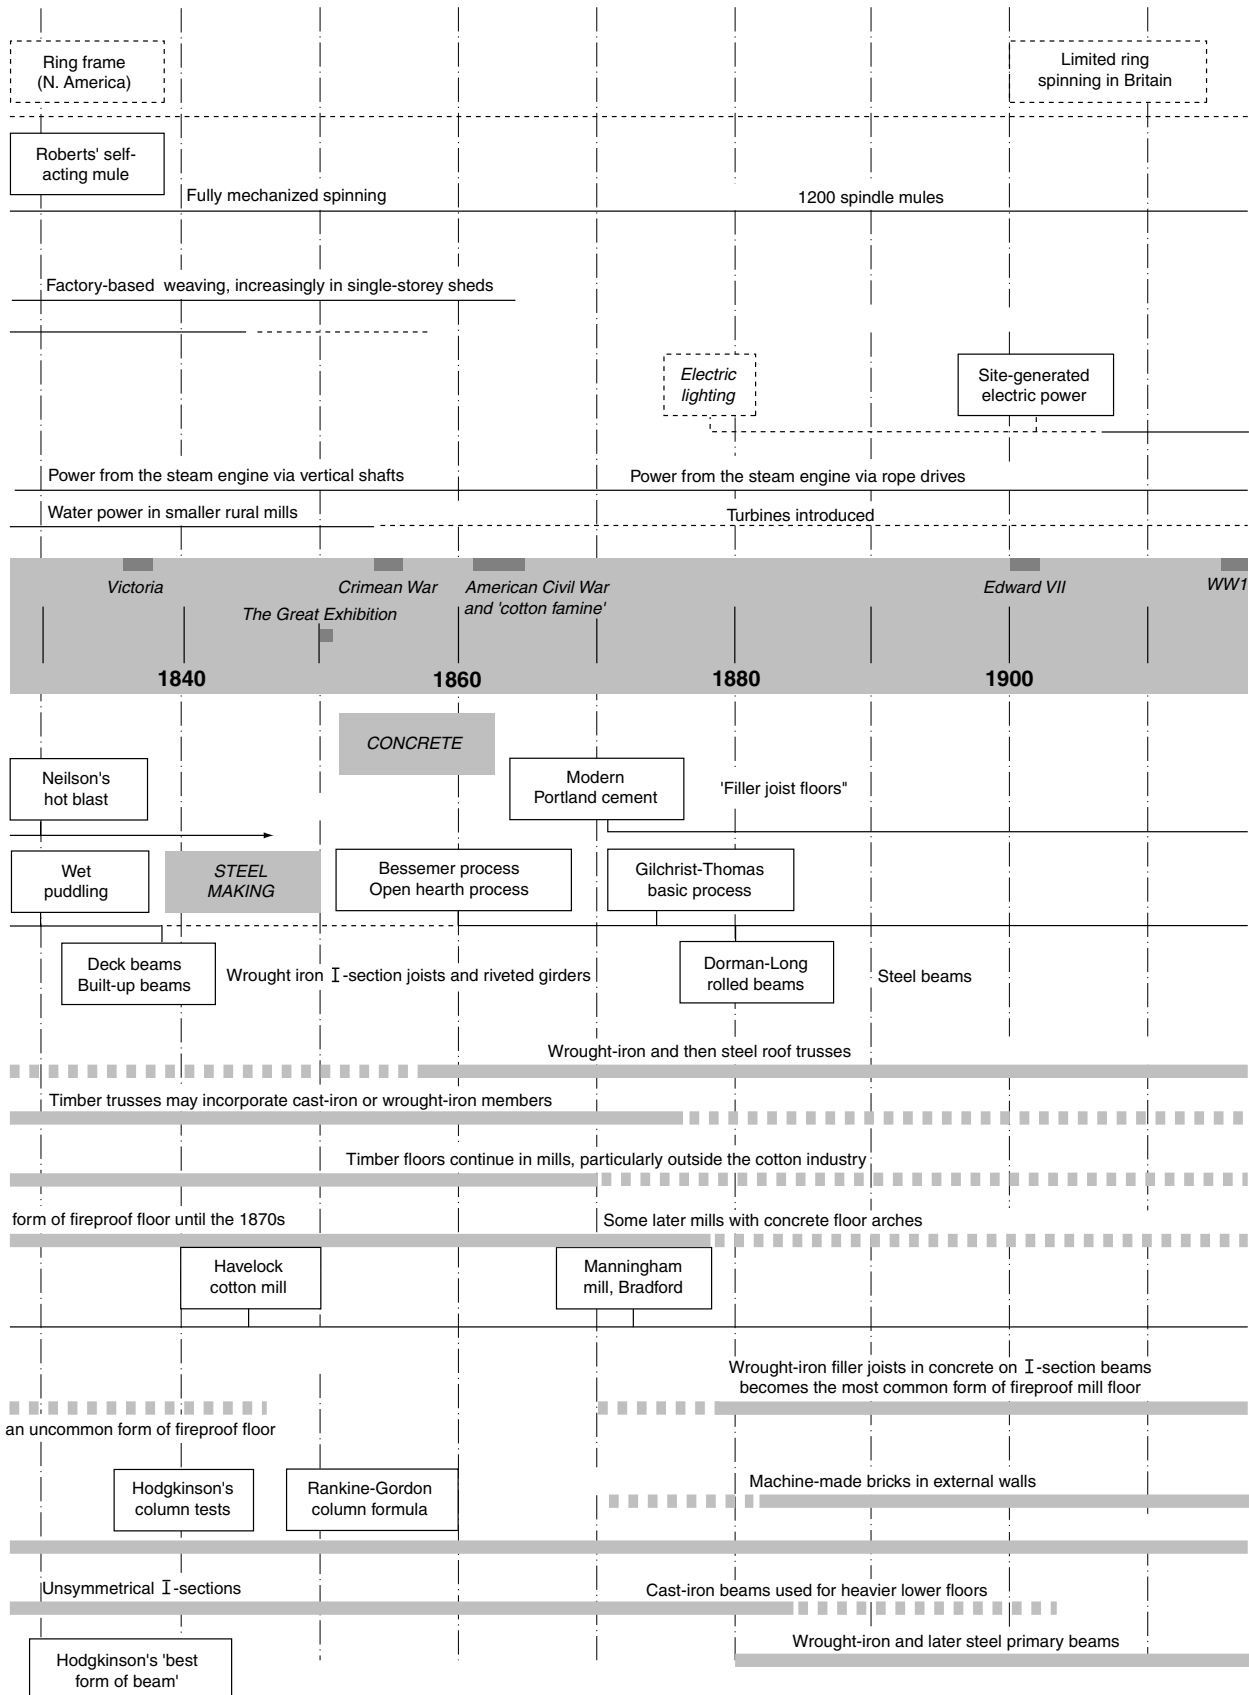 Ring frame
(N. America)
Limited ring
spinning in Britain
Roberts' self-
acting mule
Fully mechanized spinning
1200 spindle mules
Factory-based weaving, increasingly in single-storey sheds
Electric
lighting
Site-generated
electric power
Power from the steam engine via vertical shafts
Power from the steam engine via rope drives
Water power in smaller rural mills
Turbines introduced
Victoria
Crimean War
American Civil War
and 'cotton famine'
Edward VII
WW1
The Great Exhibition
1840
1860
1880
1900
CONCRETE
Neilson's
hot blast
Modern
Portland cement
'Filler joist floors"
Wet
puddling
STEEL
MAKING
Bessemer process
Open hearth process
Gilchrist-Thomas
basic process
Deck beams
Built-up beams
Wrought iron I-section joists and riveted girders
Dorman-Long
rolled beams
Steel beams
Wrought-iron and then steel roof trusses
Timber trusses may incorporate cast-iron or wrought-iron members
Timber floors continue in mills, particularly outside the cotton industry
form of fireproof floor until the 1870s
Some later mills with concrete floor arches
Havelock
cotton mill
Manningham
mill, Bradford
Wrought-iron filler joists in concrete on I-section beams
becomes the most common form of fireproof mill floor
an uncommon form of fireproof floor
Hodgkinson's
column tests
Rankine-Gordon
column formula
Machine-made bricks in external walls
Unsymmetrical I-sections
Cast-iron beams used for heavier lower floors
Wrought-iron and later steel primary beams
Hodgkinson's 'best
form of beam'